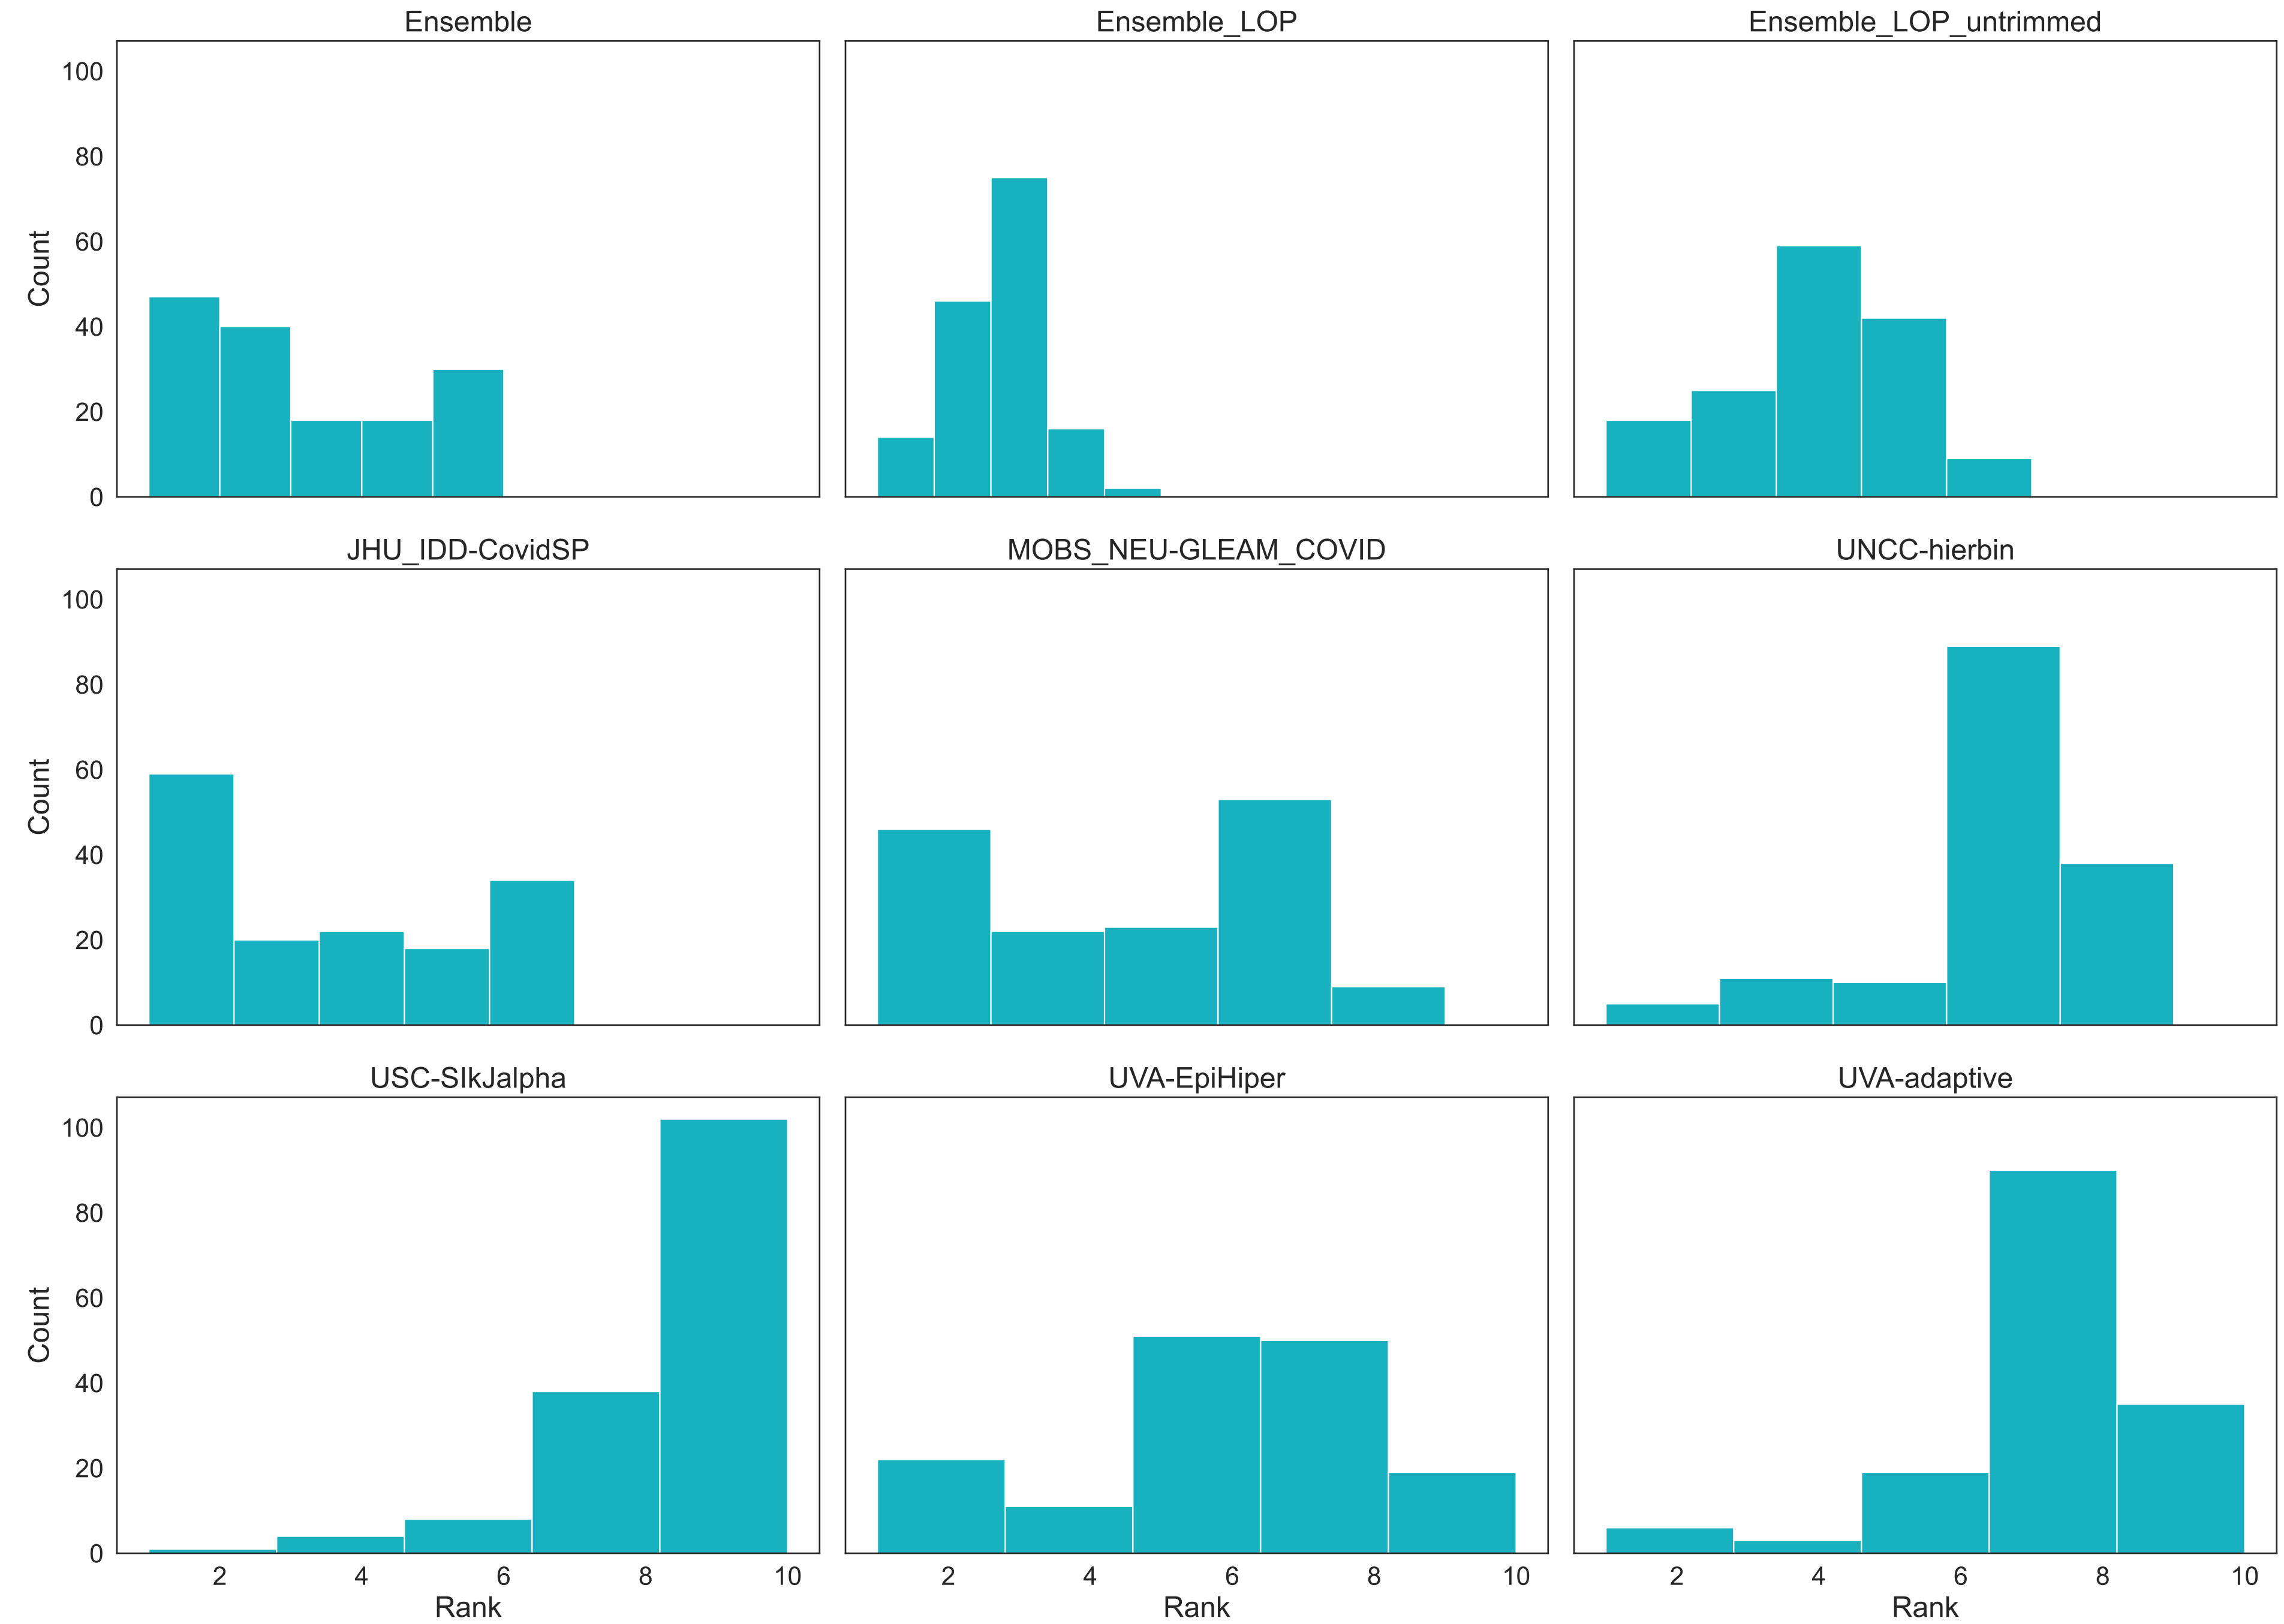 Ensemble
Ensemble_LOP
Ensemble_LOP_untrimmed
100
80
60
40
20
0
Count
JHU_IDD-CovidSP
MOBS_NEU-GLEAM_COVID
UNCC-hierbin
100
80
60
40
20
0
Count
USC-SIkJalpha
UVA-EpiHiper
UVA-adaptive
100
80
60
40
20
0
Count
2 4 6 8 10
2 4 6 8 10
2 4 6 8 10
Rank
Rank
Rank